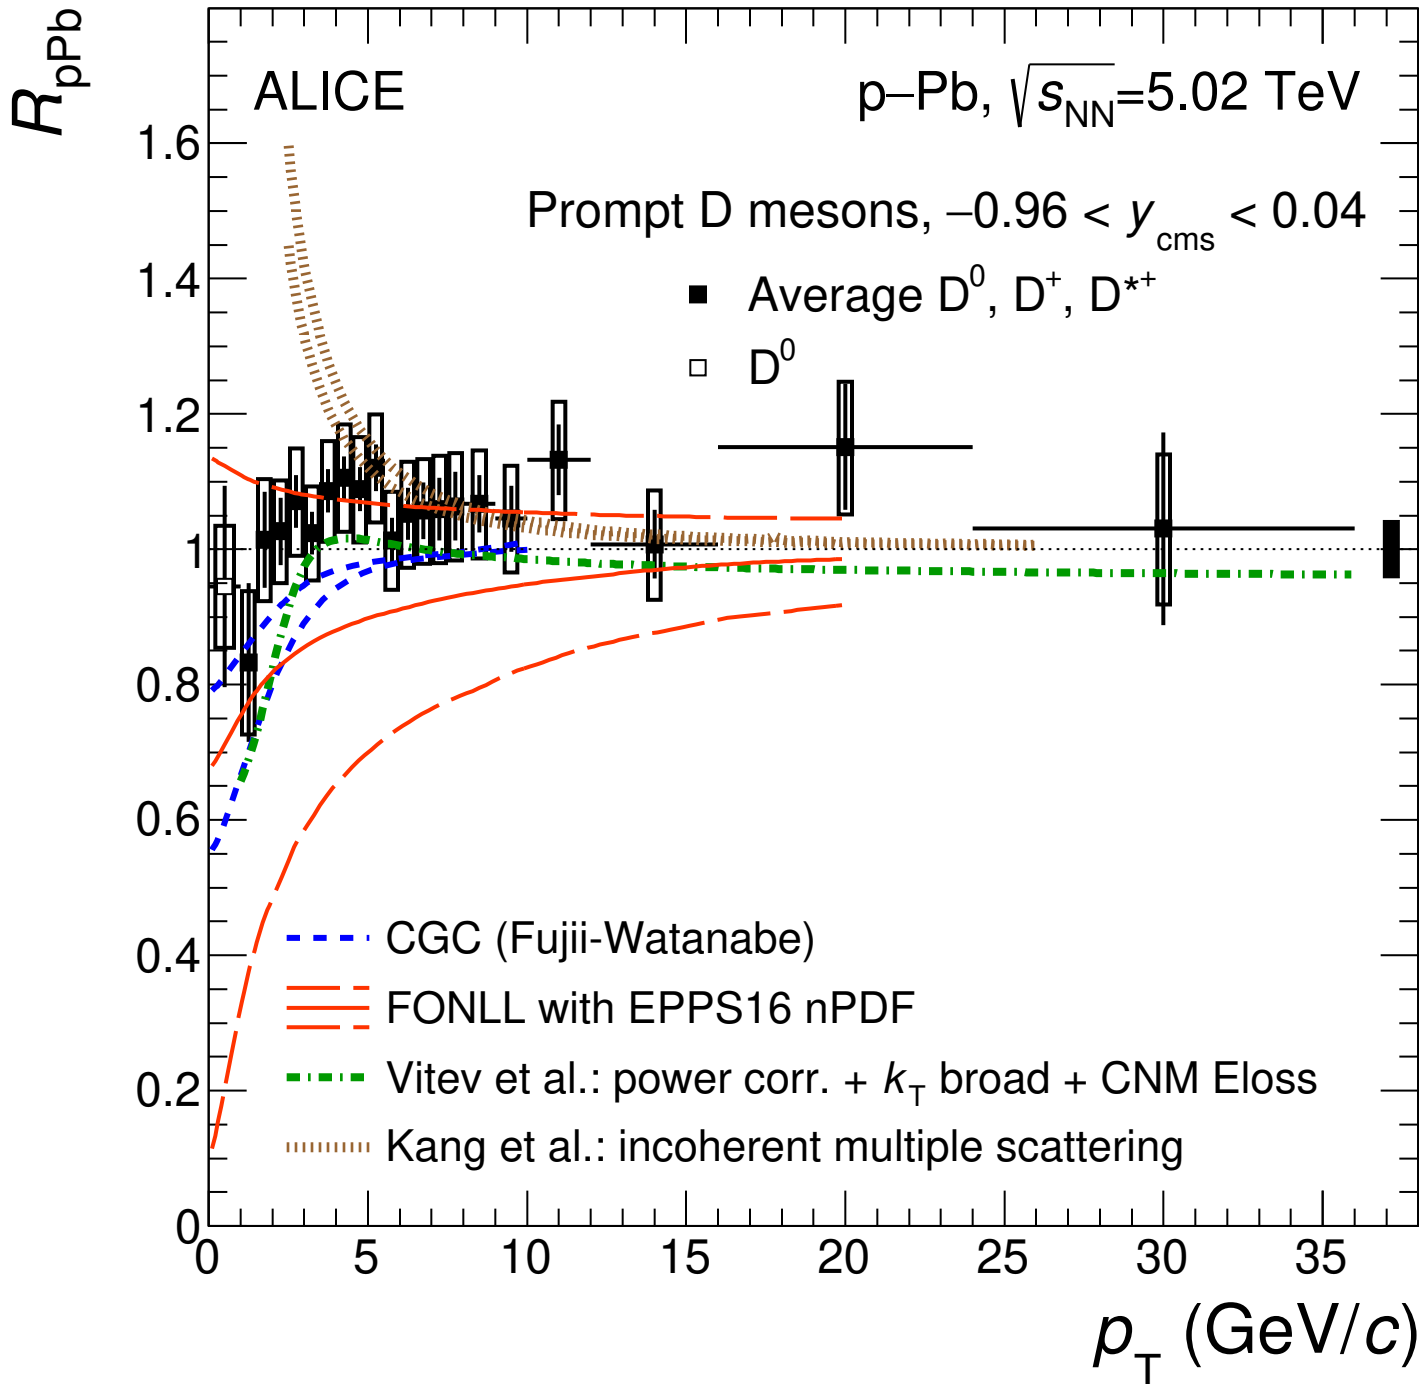 R_pPb
ALICE
p–Pb, √s_NN=5.02 TeV
1.6
Prompt D mesons, –0.96 < y_cms < 0.04
1.4
Average D^0, D^+, D^*+
D^0
1.2
1
0.8
0.6
0.4
0.2
0
CGC (Fujii-Watanabe)
FONLL with EPPS16 nPDF
Vitev et al.: power corr. + k_T broad + CNM Eloss
Kang et al.: incoherent multiple scattering
0 5 10 15 20 25 30 35
p_T (GeV/c)